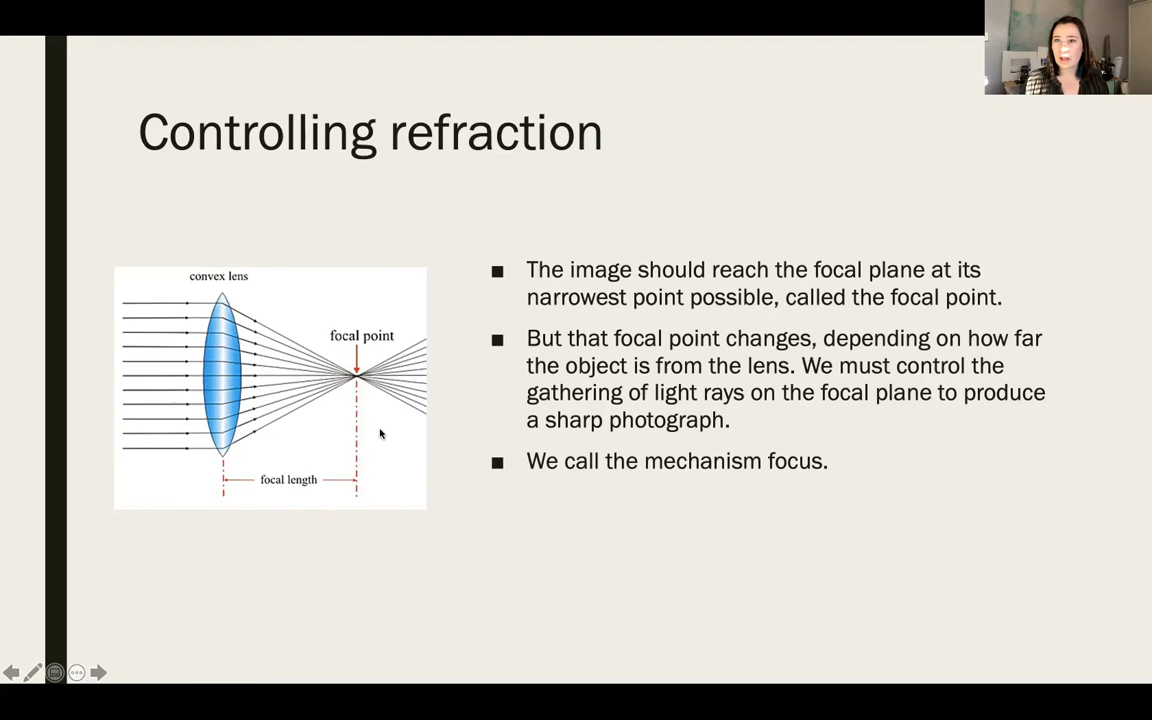 Controlling refraction
convex lens
focal point
focal length
■ The image should reach the focal plane at its
narrowest point possible, called the focal point.
■ But that focal point changes, depending on how far
the object is from the lens. We must control the
gathering of light rays on the focal plane to produce
a sharp photograph.
■ We call the mechanism focus.